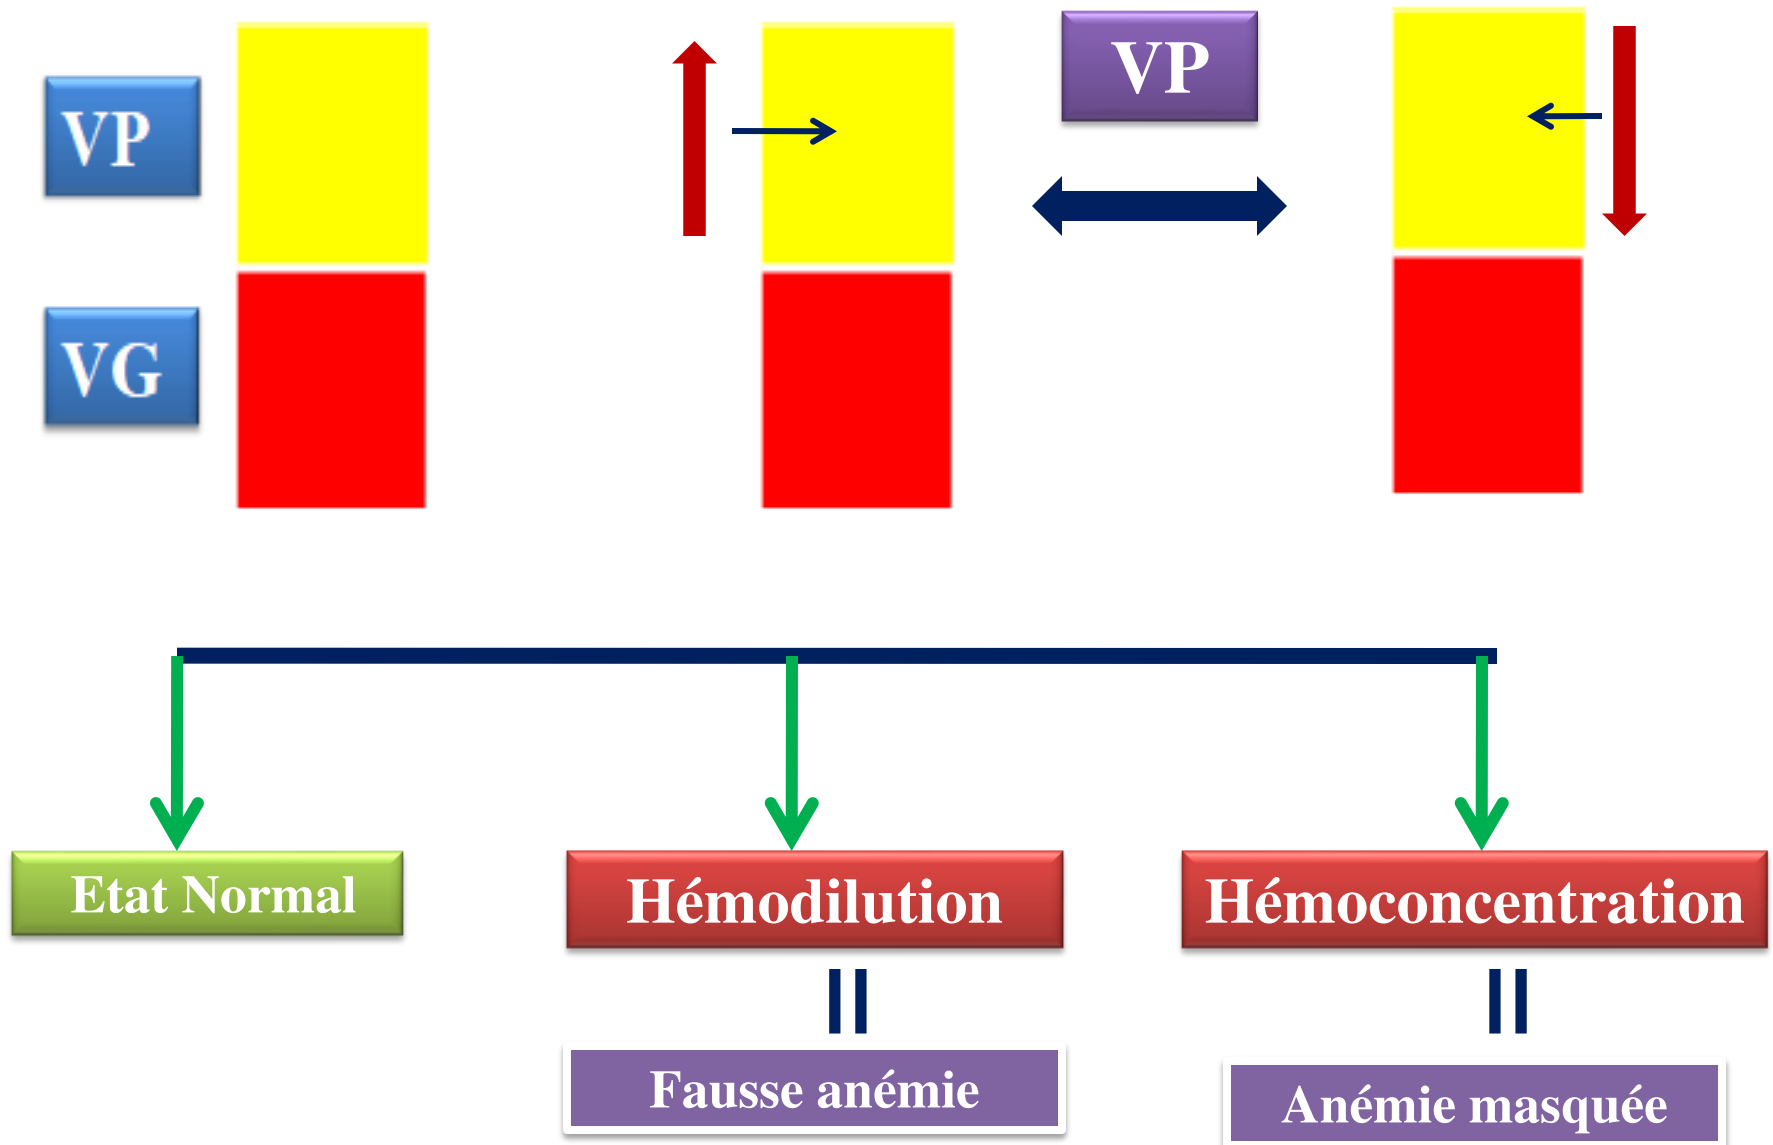 VP
VP
VG
Etat Normal
Hémodilution
Hémoconcentration
Fausse anémie
Anémie masquée